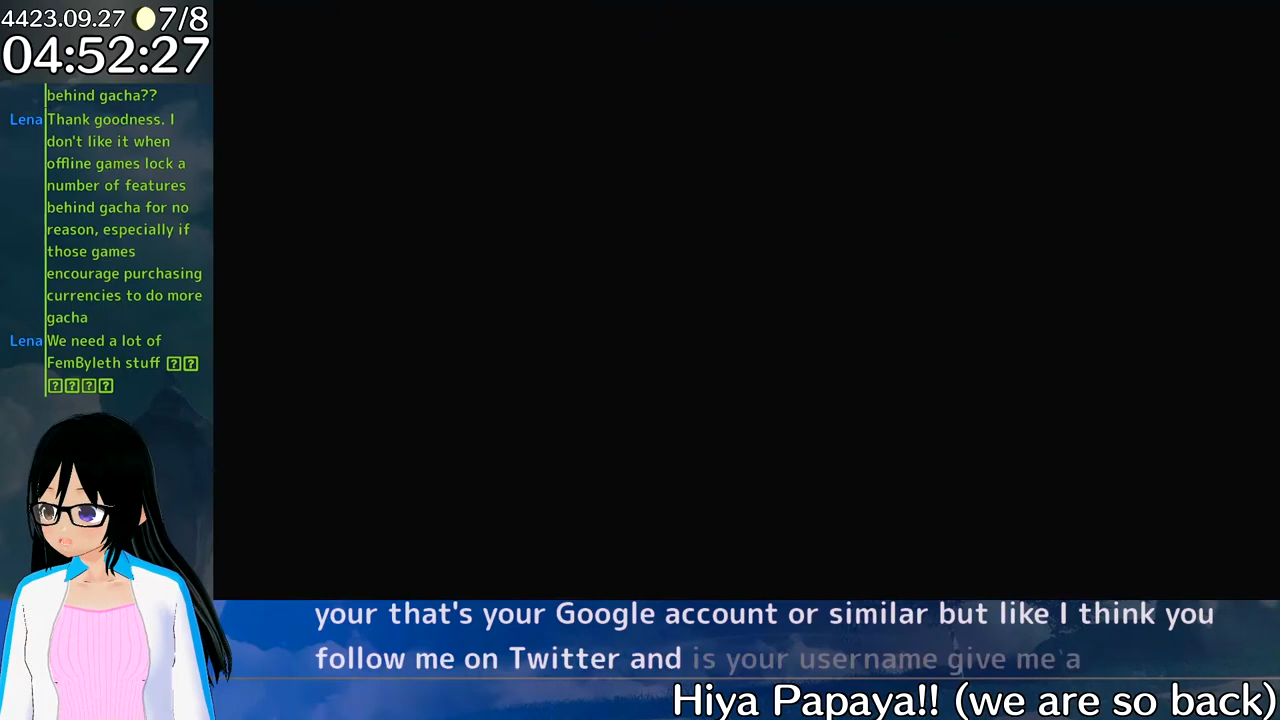 4423.09.27 7/8
04:52:27
behind gacha??
Lena Thank goodness. I
don't like it when
offline games lock a
number of features
behind gacha for no
reason, especially if
those games
encourage purchasing
currencies to do more
gacha
Lena We need a lot of
FemByleth stuff
your that's your Google account or similar but like I think you
follow me on Twitter and is your username give me a
Hiya Papaya!! (we are so back)